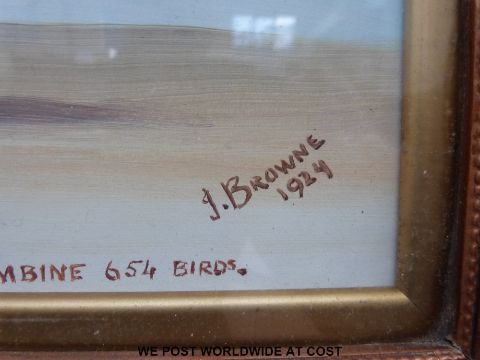 J. BROWNE
1924
MBINE 654 BIRDS.
WE POST WORLDWIDE AT COST